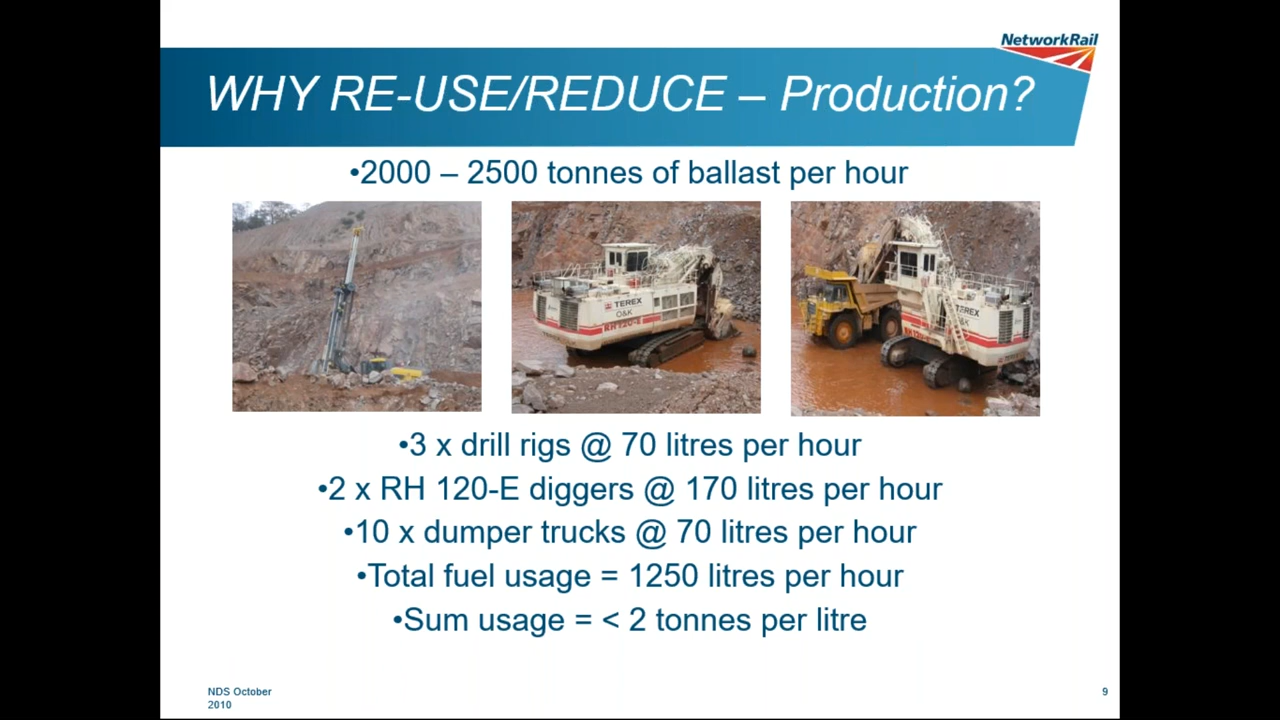 NetworkRail
WHY RE-USE/REDUCE – Production?
•2000 – 2500 tonnes of ballast per hour
TEREX
O&K
RH 120-E
TEREX
•3 x drill rigs @ 70 litres per hour
•2 x RH 120-E diggers @ 170 litres per hour
•10 x dumper trucks @ 70 litres per hour
•Total fuel usage = 1250 litres per hour
•Sum usage = < 2 tonnes per litre
NDS October
2010
9